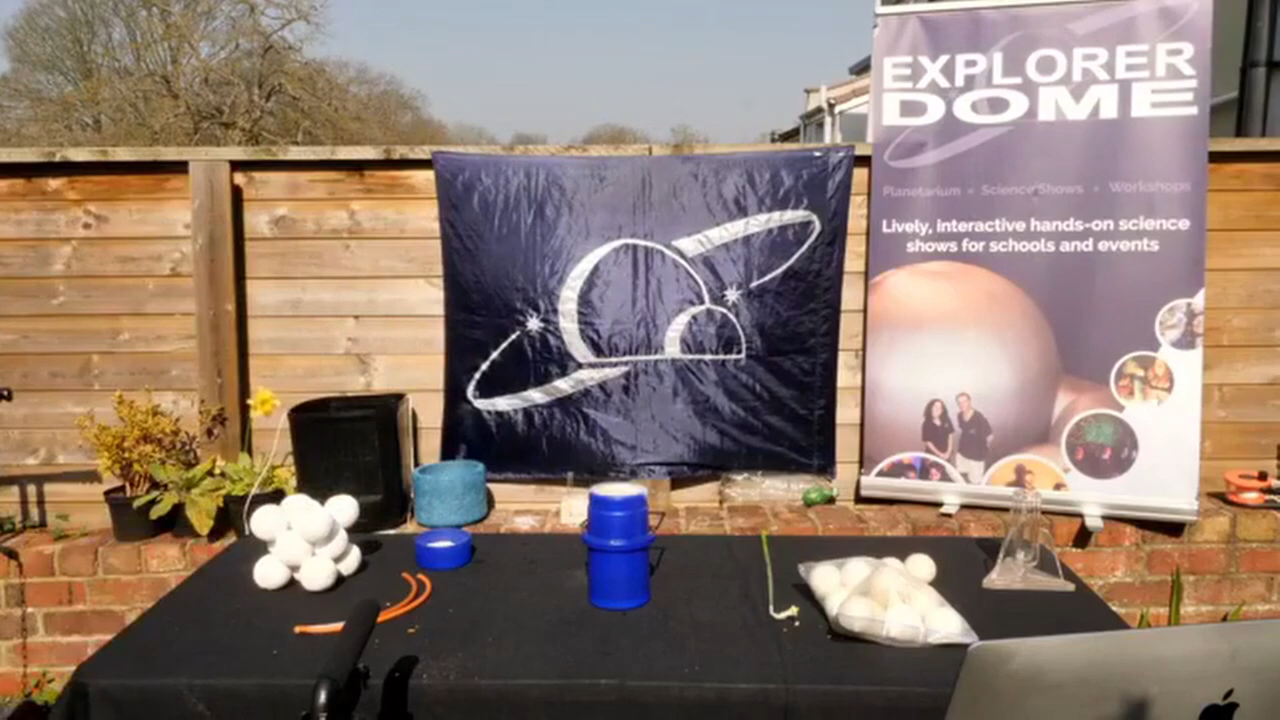 EXPLORER
DOME
Planetarium • Science Shows • Workshops
Lively, interactive hands-on science
shows for schools and events